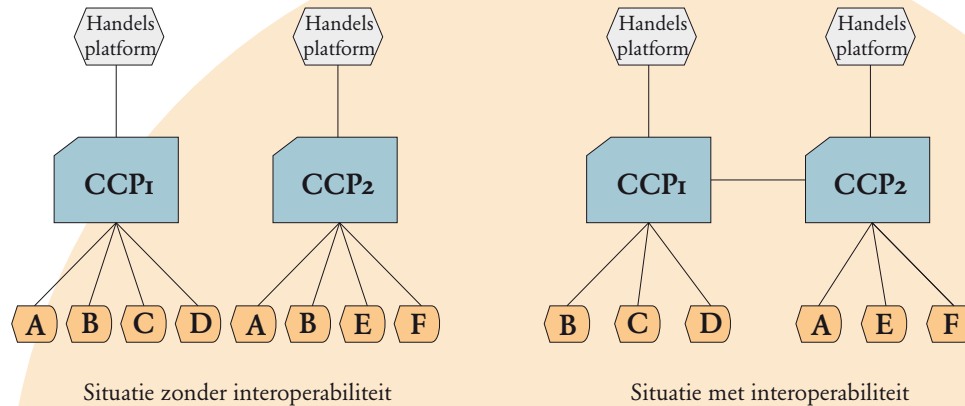 Handels
platform
Handels
platform
Handels
platform
Handels
platform
CCP1
CCP2
CCP1
CCP2
A B C D A B E F
B C D A E F
Situatie zonder interoperabiliteit
Situatie met interoperabiliteit